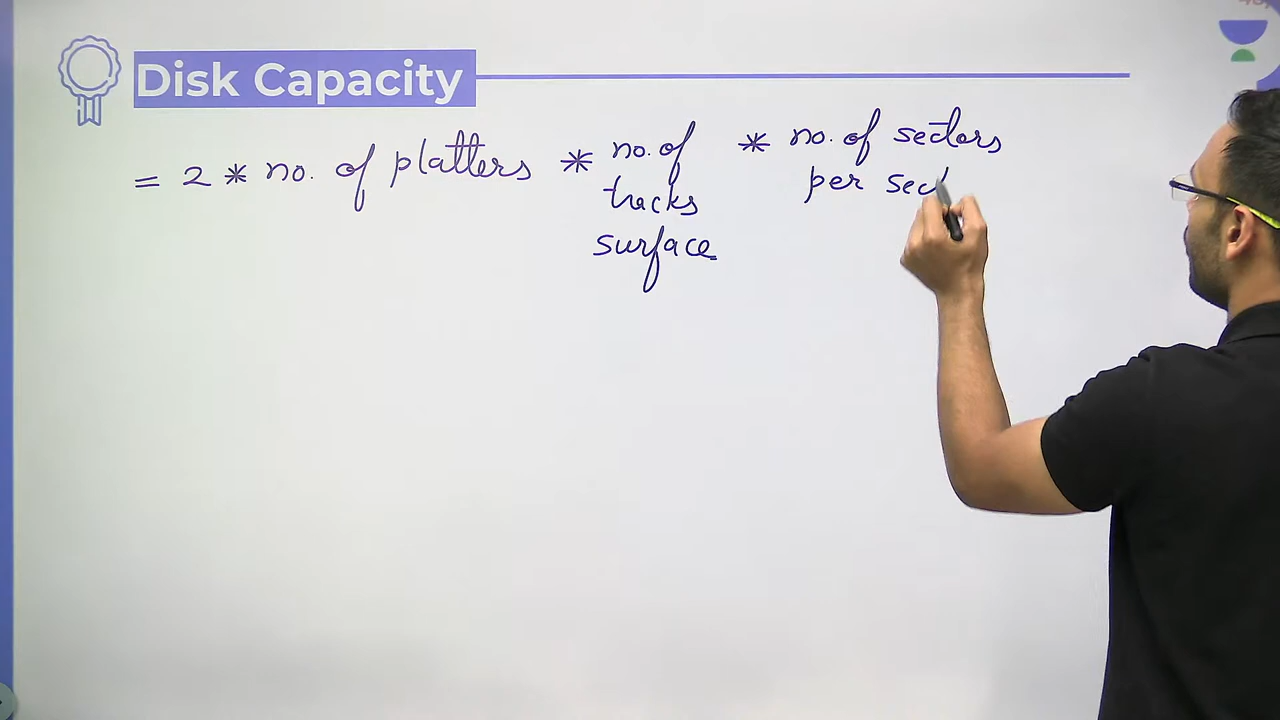 Disk Capacity
= 2 * no. of platters * no. of tracks surface * no. of sectors per sect